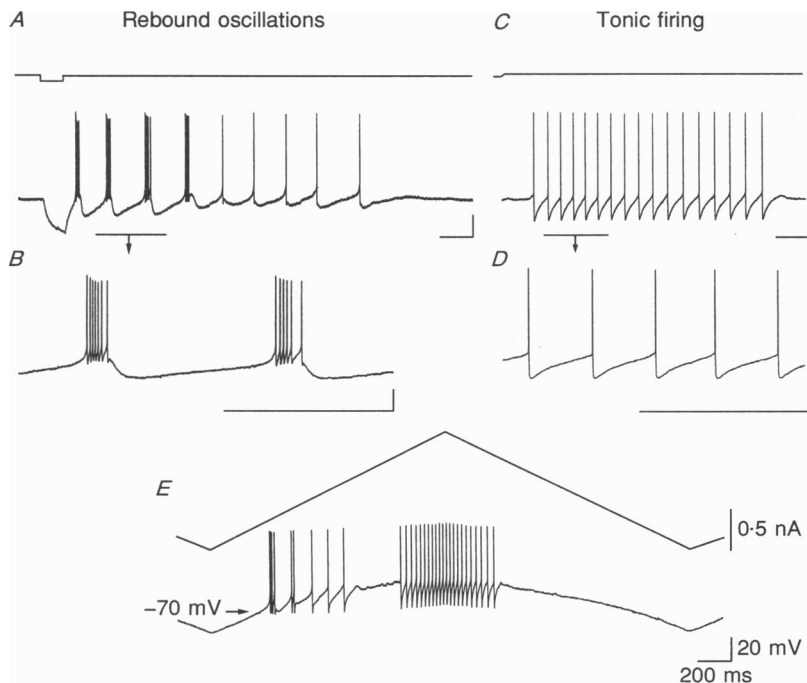 A Rebound oscillations
C Tonic firing
B
D
E
0·5 nA
−70 mV
20 mV
200 ms